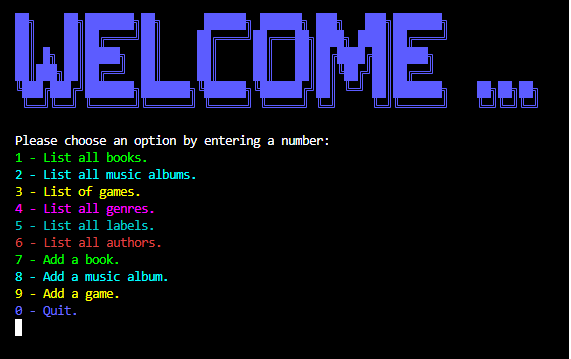 WELCOME...
Please choose an option by entering a number:
1 - List all books.
2 - List all music albums.
3 - List of games.
4 - List all genres.
5 - List all labels.
6 - List all authors.
7 - Add a book.
8 - Add a music album.
9 - Add a game.
0 - Quit.